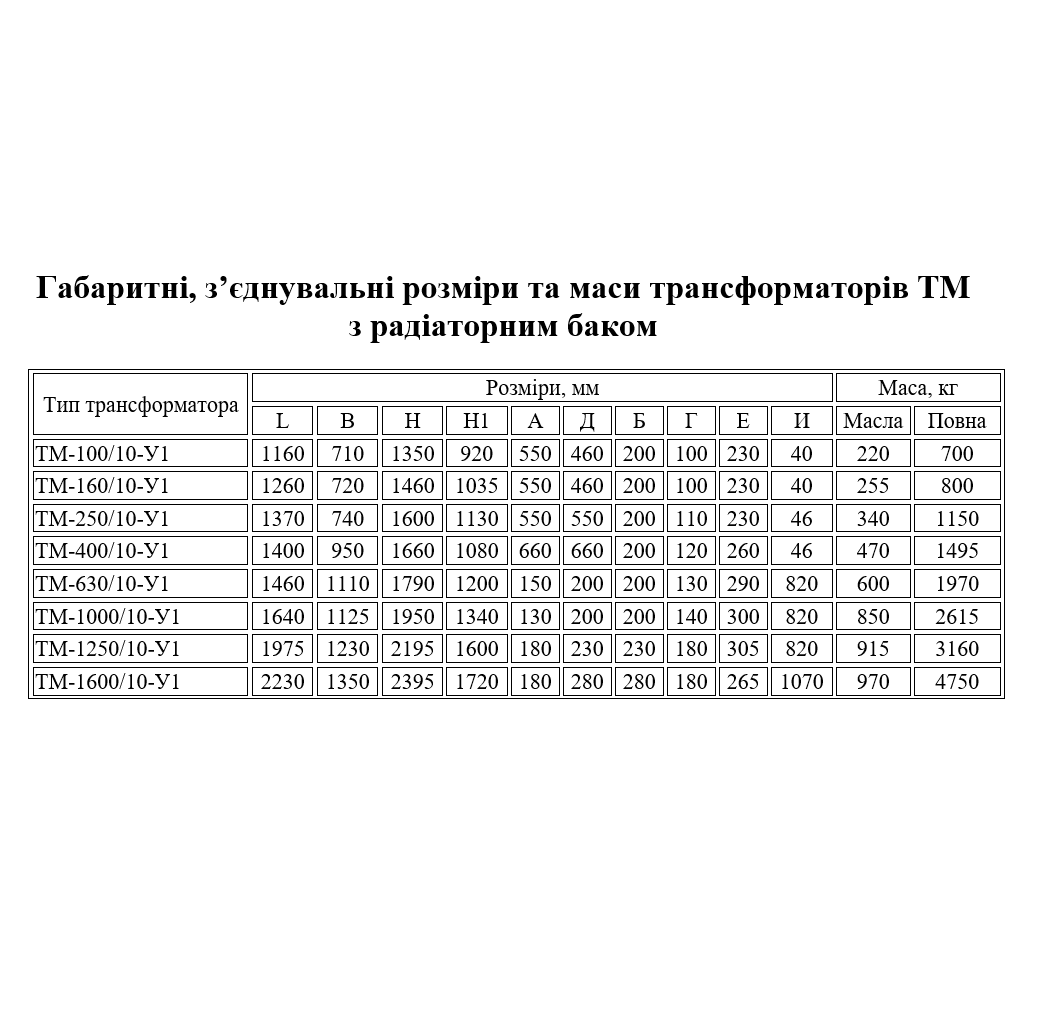 Габаритні, з’єднувальні розміри та маси трансформаторів ТМ
з радіаторним баком
Тип трансформатора Розміри, мм Маса, кг
L B H H1 А Д Б Г Е И Масла Повна
ТМ-100/10-У1 1160 710 1350 920 550 460 200 100 230 40 220 700
ТМ-160/10-У1 1260 720 1460 1035 550 460 200 100 230 40 255 800
ТМ-250/10-У1 1370 740 1600 1130 550 550 200 110 230 46 340 1150
ТМ-400/10-У1 1400 950 1660 1080 660 660 200 120 260 46 470 1495
ТМ-630/10-У1 1460 1110 1790 1200 150 200 200 130 290 820 600 1970
ТМ-1000/10-У1 1640 1125 1950 1340 130 200 200 140 300 820 850 2615
ТМ-1250/10-У1 1975 1230 2195 1600 180 230 230 180 305 820 915 3160
ТМ-1600/10-У1 2230 1350 2395 1720 180 280 280 180 265 1070 970 4750